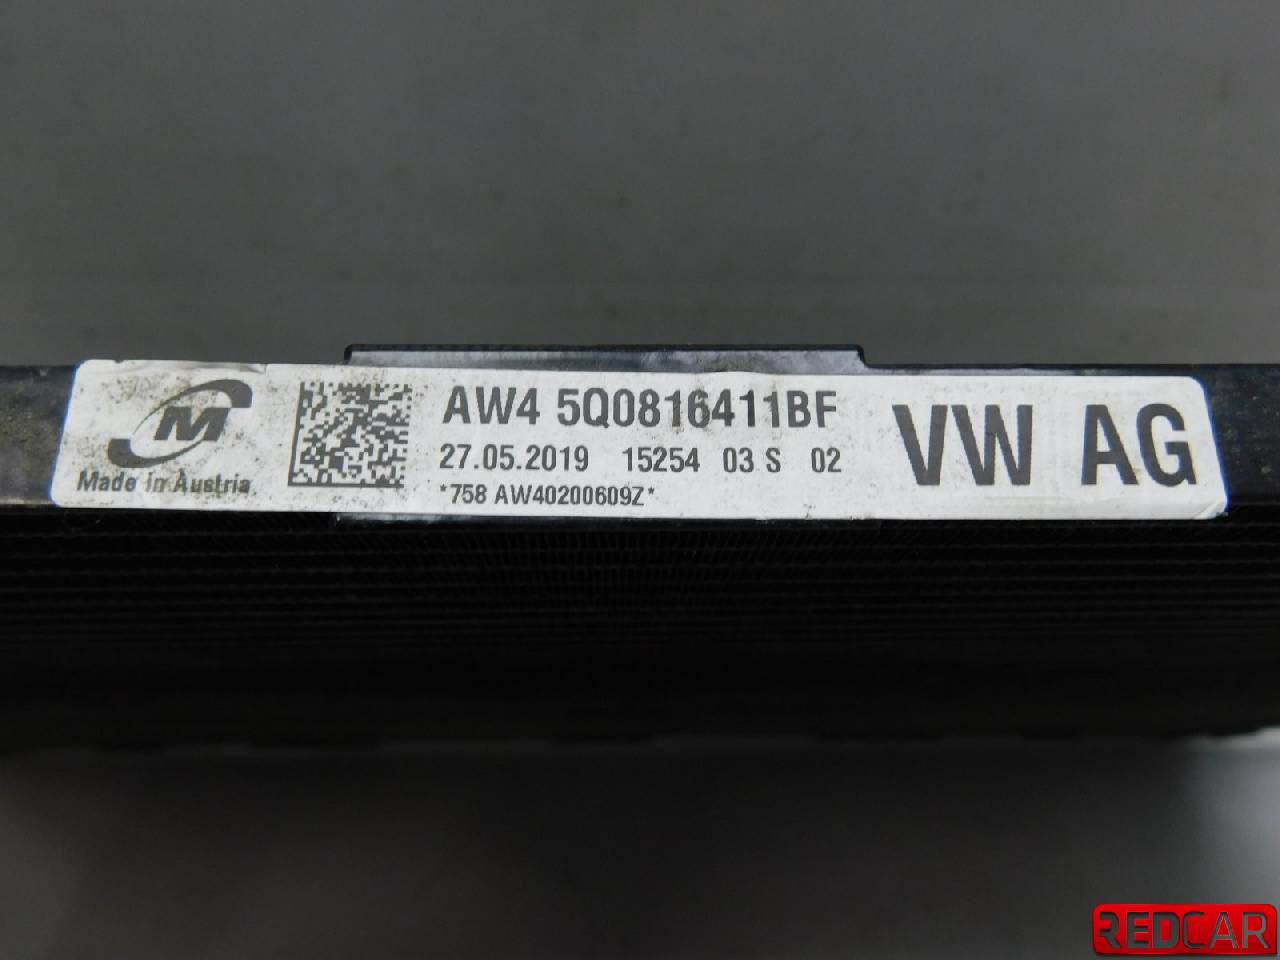 M
Made in Austria
AW4 5Q0816411BF
27.05.2019 15254 03 S 02
*758 AW40200609Z*
VW AG
REDCAR